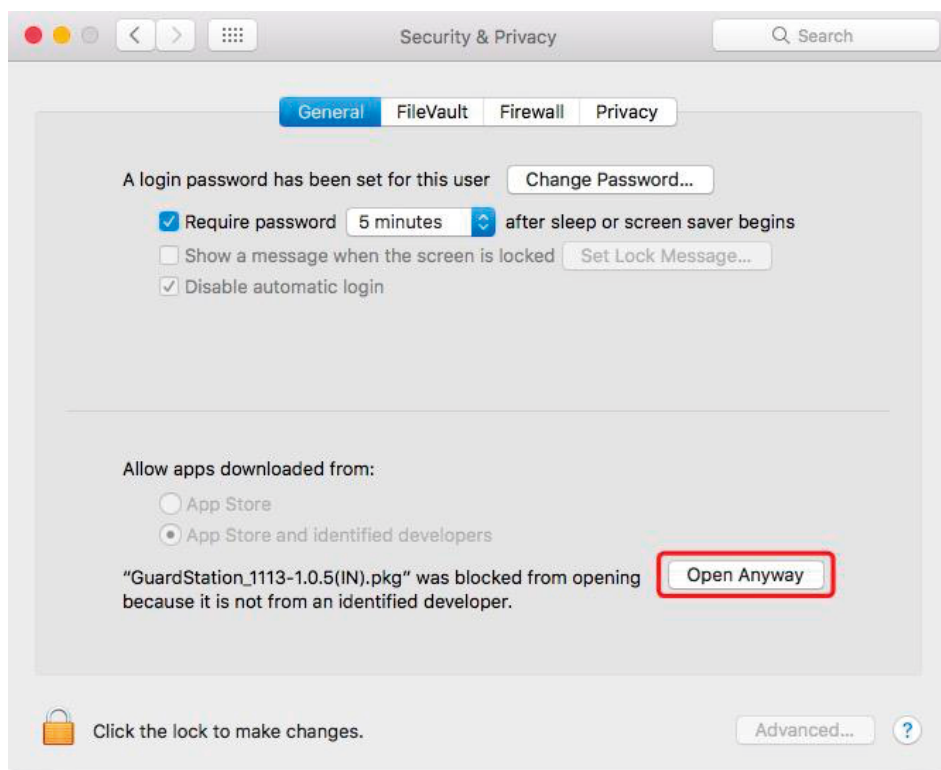 Security & Privacy
Search
General FileVault Firewall Privacy
A login password has been set for this user Change Password...
Require password 5 minutes after sleep or screen saver begins
Show a message when the screen is locked Set Lock Message...
Disable automatic login
Allow apps downloaded from:
App Store
App Store and identified developers
“GuardStation_1113-1.0.5(IN).pkg” was blocked from opening Open Anyway
because it is not from an identified developer.
Click the lock to make changes. Advanced... ?